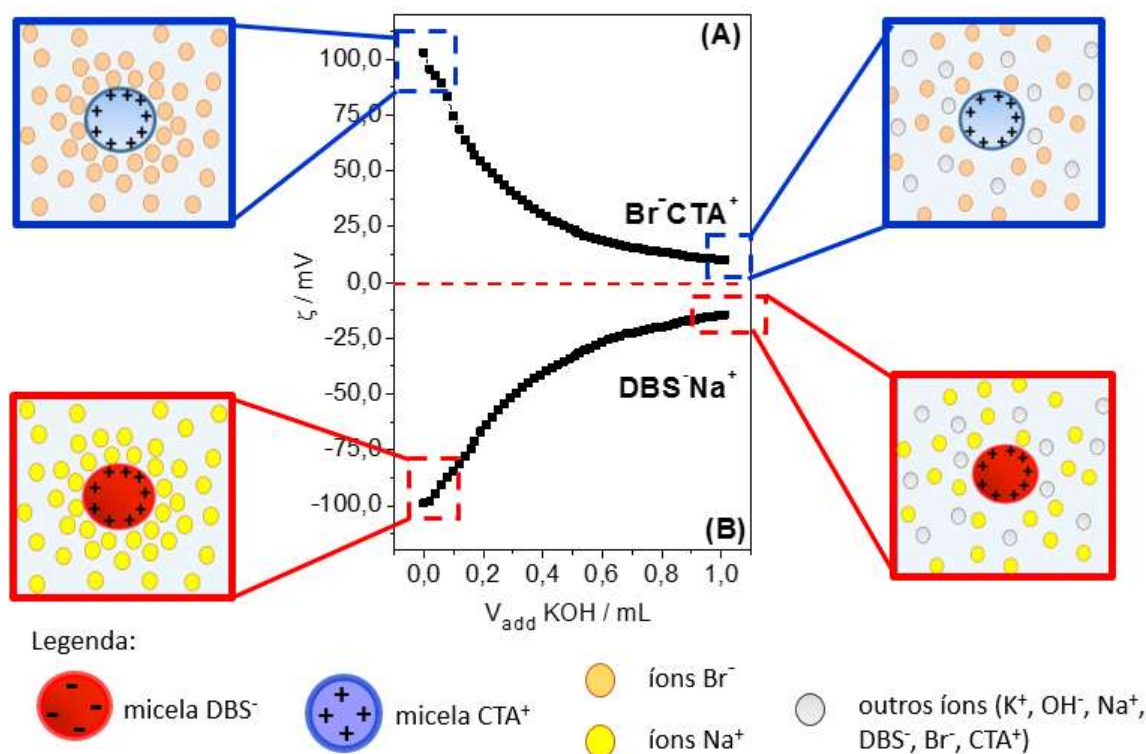 (A)
100,0
75,0
50,0
25,0
0,0
-25,0
-50,0
-75,0
-100,0
ζ / mV
Br⁻CTA⁺
DBS⁻Na⁺
(B)
0,0 0,2 0,4 0,6 0,8 1,0
V_add KOH / mL
Legenda:
micela DBS⁻
micela CTA⁺
íons Br⁻
íons Na⁺
outros íons (K⁺, OH⁻, Na⁺,
DBS⁻, Br⁻, CTA⁺)